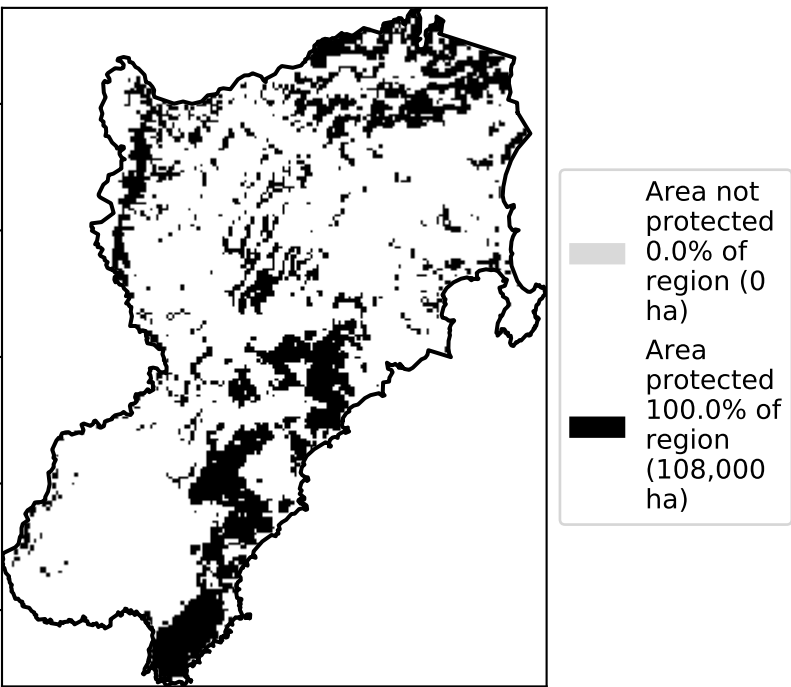 Area not
protected
0.0% of
region (0
ha)
Area
protected
100.0% of
region
(108,000
ha)